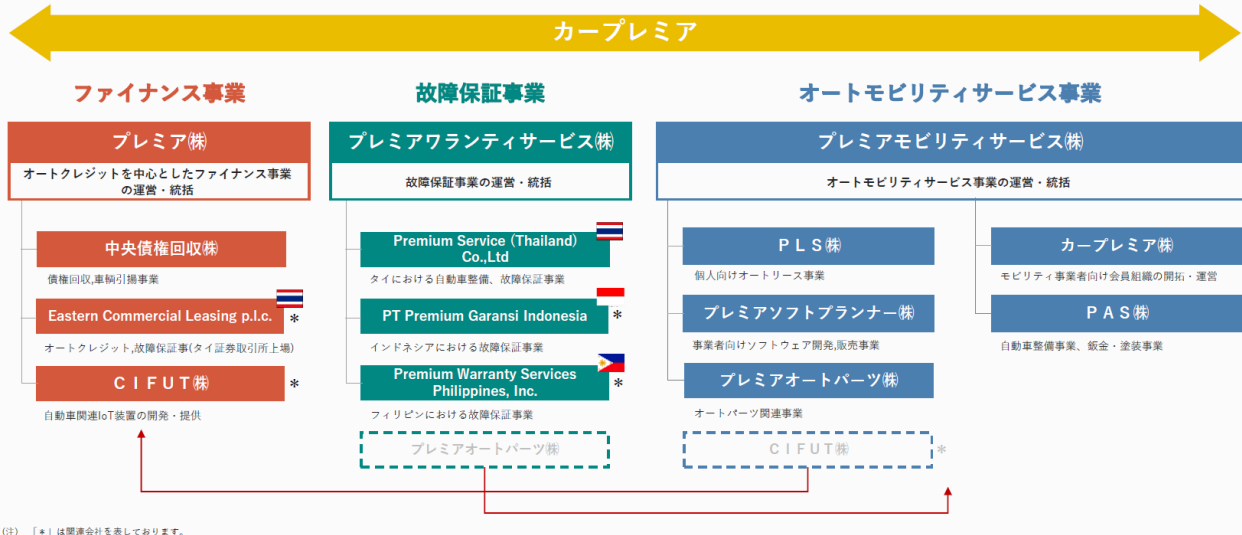 カープレミア
ファイナンス事業
プレミア㈱
オートクレジットを中心としたファイナンス事業
の運営・統括
中央債権回収㈱
債権回収,車輌引揚事業
Eastern Commercial Leasing p.l.c.
*
オートクレジット,故障保証事(タイ証券取引所上場)
CIFUT㈱
*
自動車関連IoT装置の開発・提供
故障保証事業
プレミアワランティサービス㈱
故障保証事業の運営・統括
Premium Service (Thailand)
Co.,Ltd
タイにおける自動車整備、故障保証事業
PT Premium Garansi Indonesia
*
インドネシアにおける故障保証事業
Premium Warranty Services
Philippines, Inc.
*
フィリピンにおける故障保証事業
プレミアオートパーツ㈱
オートモビリティサービス事業
プレミアモビリティサービス㈱
オートモビリティサービス事業の運営・統括
PLS㈱
個人向けオートリース事業
プレミアソフトプランナー㈱
事業者向けソフトウェア開発,販売事業
プレミアオートパーツ㈱
オートパーツ関連事業
CIFUT㈱
*
カープレミア㈱
モビリティ事業者向け会員組織の開拓・運営
PAS㈱
自動車整備事業、鈑金・塗装事業
(注) 「*」は関連会社を表しております。